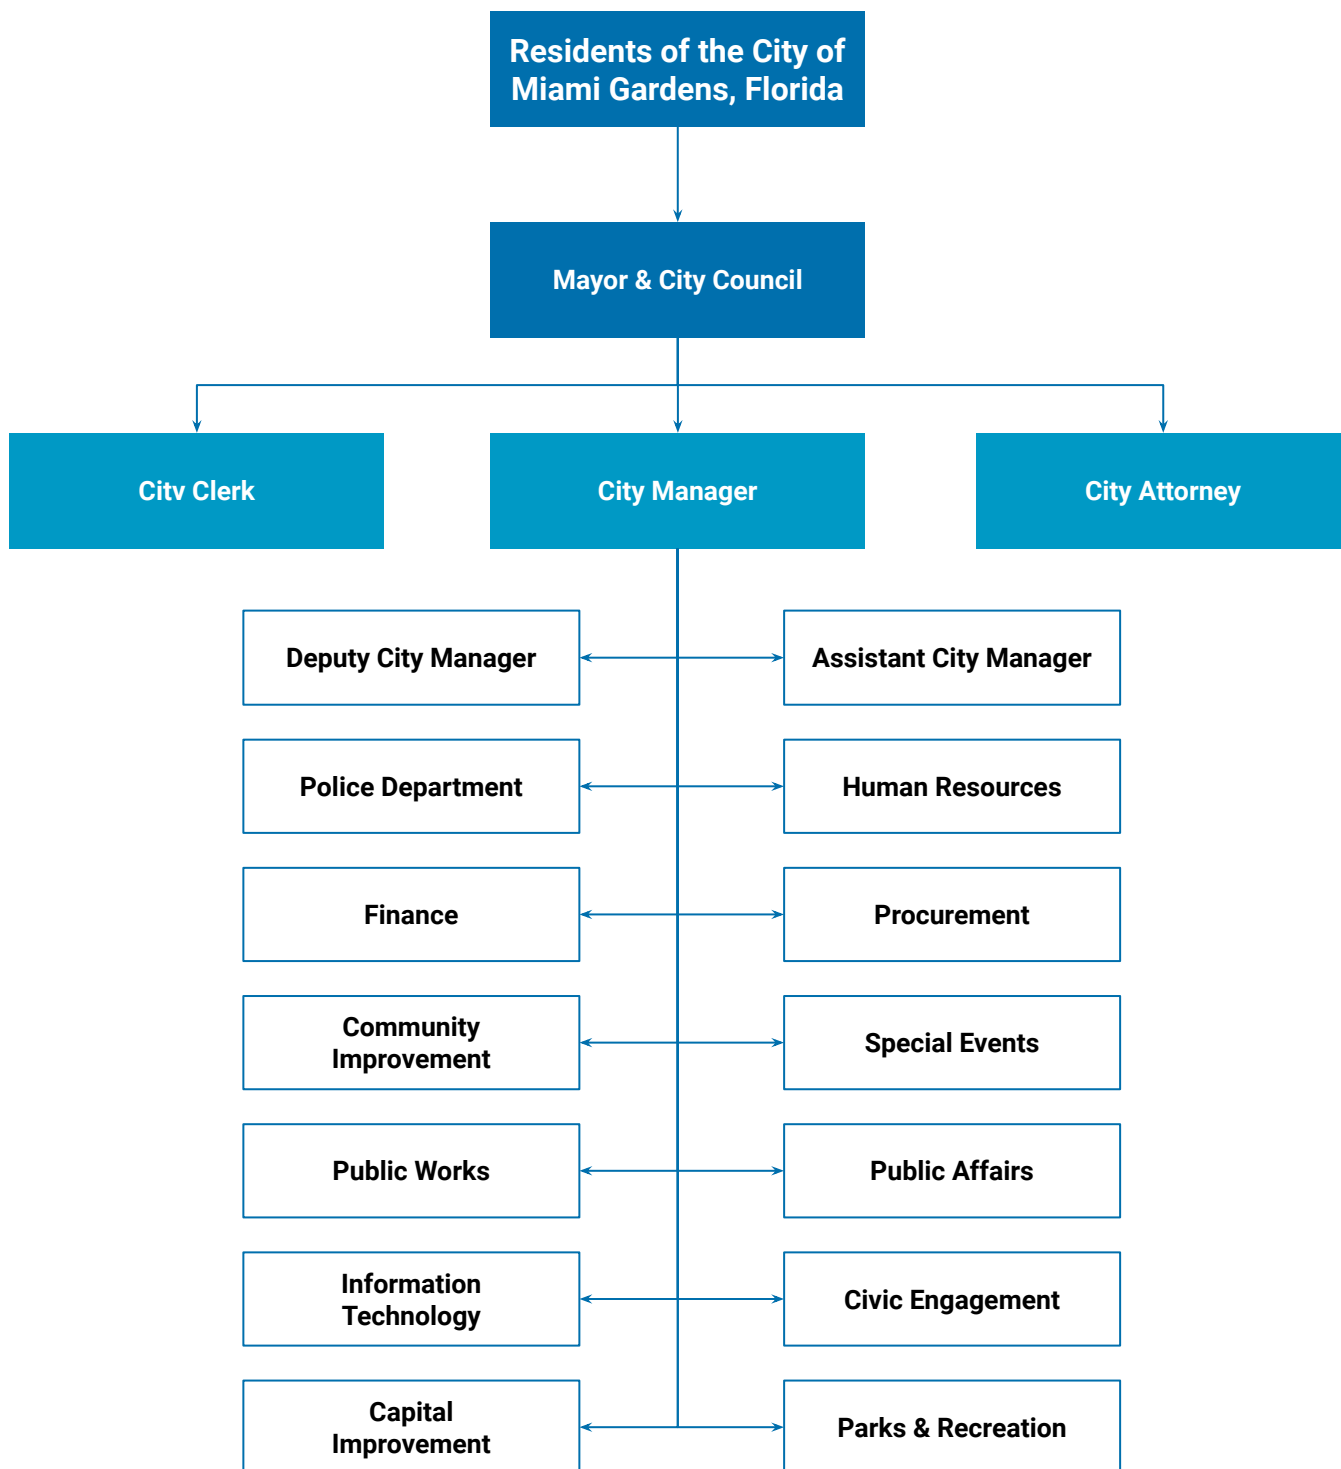 Residents of the City of
Miami Gardens, Florida
Mayor & City Council
City Clerk
City Manager
City Attorney
Deputy City Manager
Assistant City Manager
Police Department
Human Resources
Finance
Procurement
Community
Improvement
Special Events
Public Works
Public Affairs
Information
Technology
Civic Engagement
Capital
Improvement
Parks & Recreation